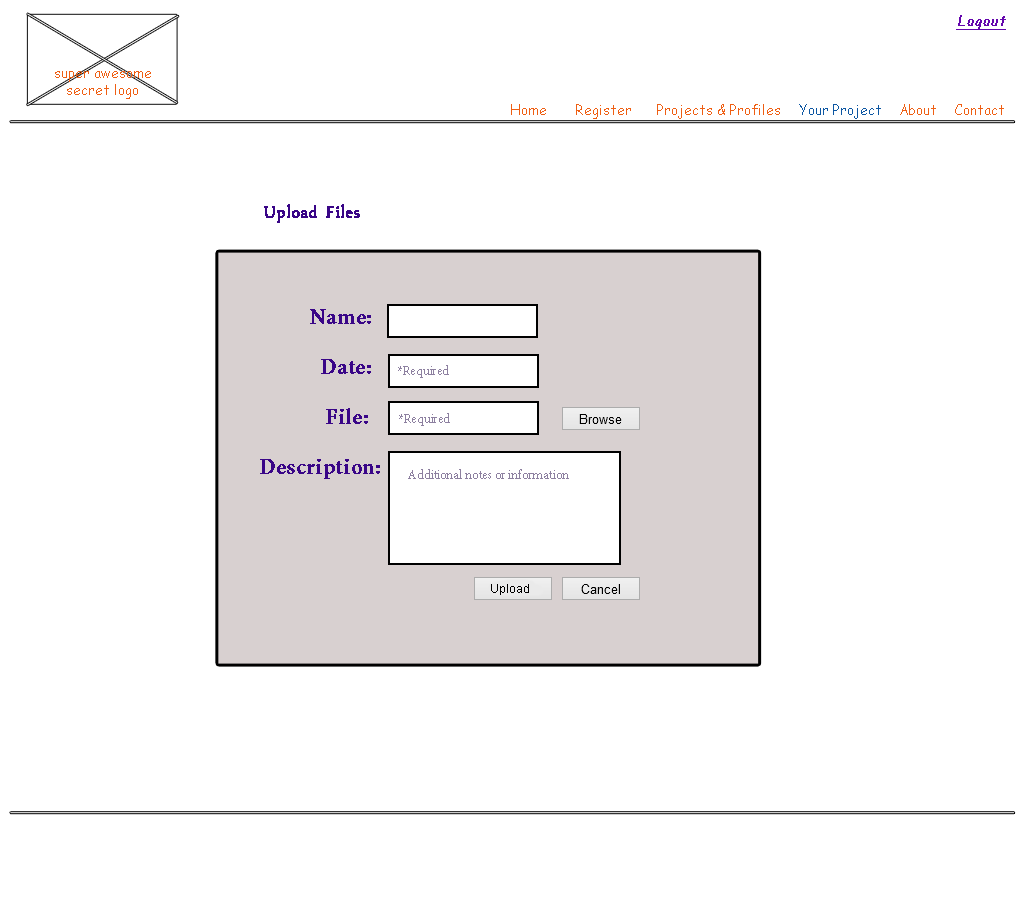 Logout
super awesome
secret logo
Home Register Projects & Profiles Your Project About Contact
Upload Files
Name:
Date: *Required
File: *Required Browse
Description: Additional notes or information
Upload Cancel